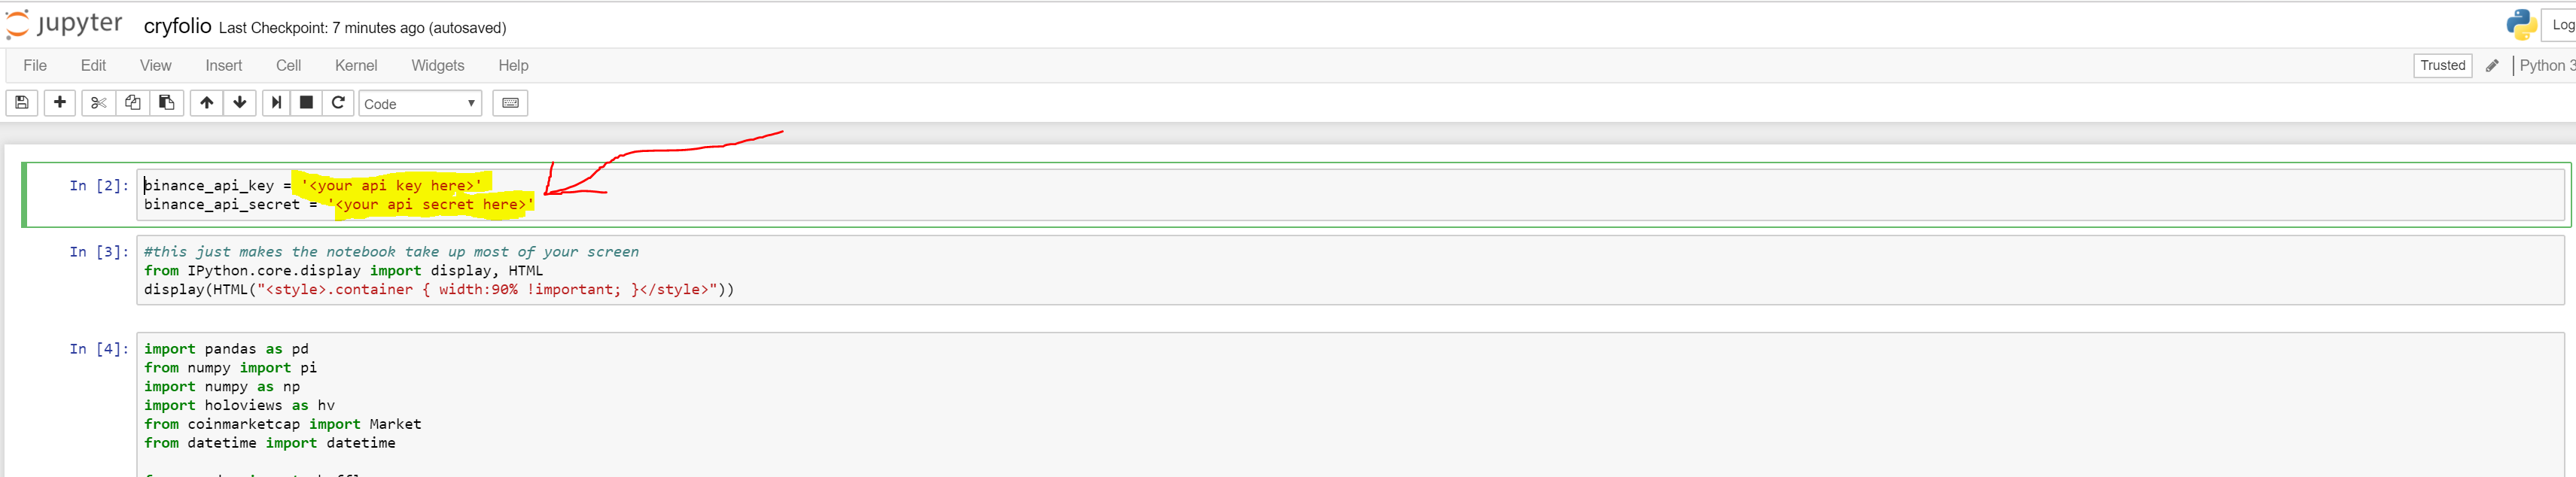 jupyter cryfolio Last Checkpoint: 7 minutes ago (autosaved)
File Edit View Insert Cell Kernel Widgets Help
Trusted Python 3
Code
In [2]: binance_api_key = '<your api key here>'
binance_api_secret = '<your api secret here>'
In [3]: #this just makes the notebook take up most of your screen
from IPython.core.display import display, HTML
display(HTML("<style>.container { width:90% !important; }</style>"))
In [4]: import pandas as pd
from numpy import pi
import numpy as np
import holoviews as hv
from coinmarketcap import Market
from datetime import datetime